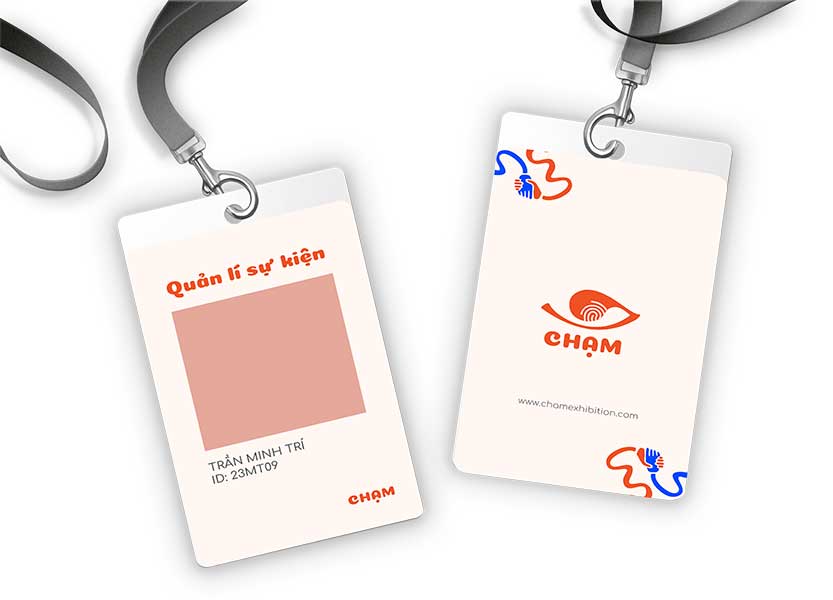 Quản lí sự kiện
TRẦN MINH TRÍ
ID: 23MT09
CHẠM
CHẠM
www.chamexhibition.com